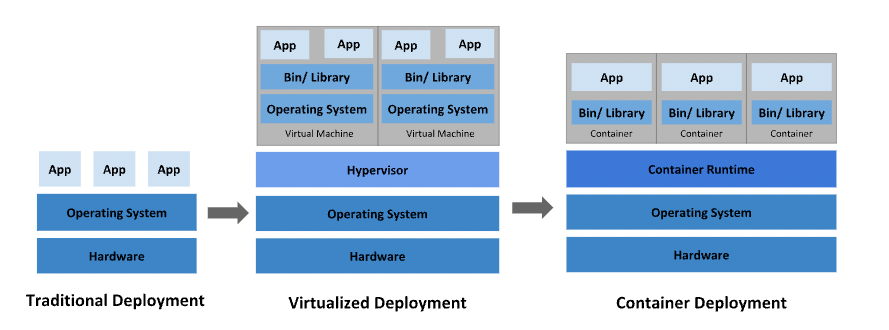 App App App
Operating System
Hardware
Traditional Deployment
App App App App
Bin/ Library Bin/ Library
Operating System Operating System
Virtual Machine Virtual Machine
Hypervisor
Operating System
Hardware
Virtualized Deployment
App App App
Bin/ Library Bin/ Library Bin/ Library
Container Container Container
Container Runtime
Operating System
Hardware
Container Deployment